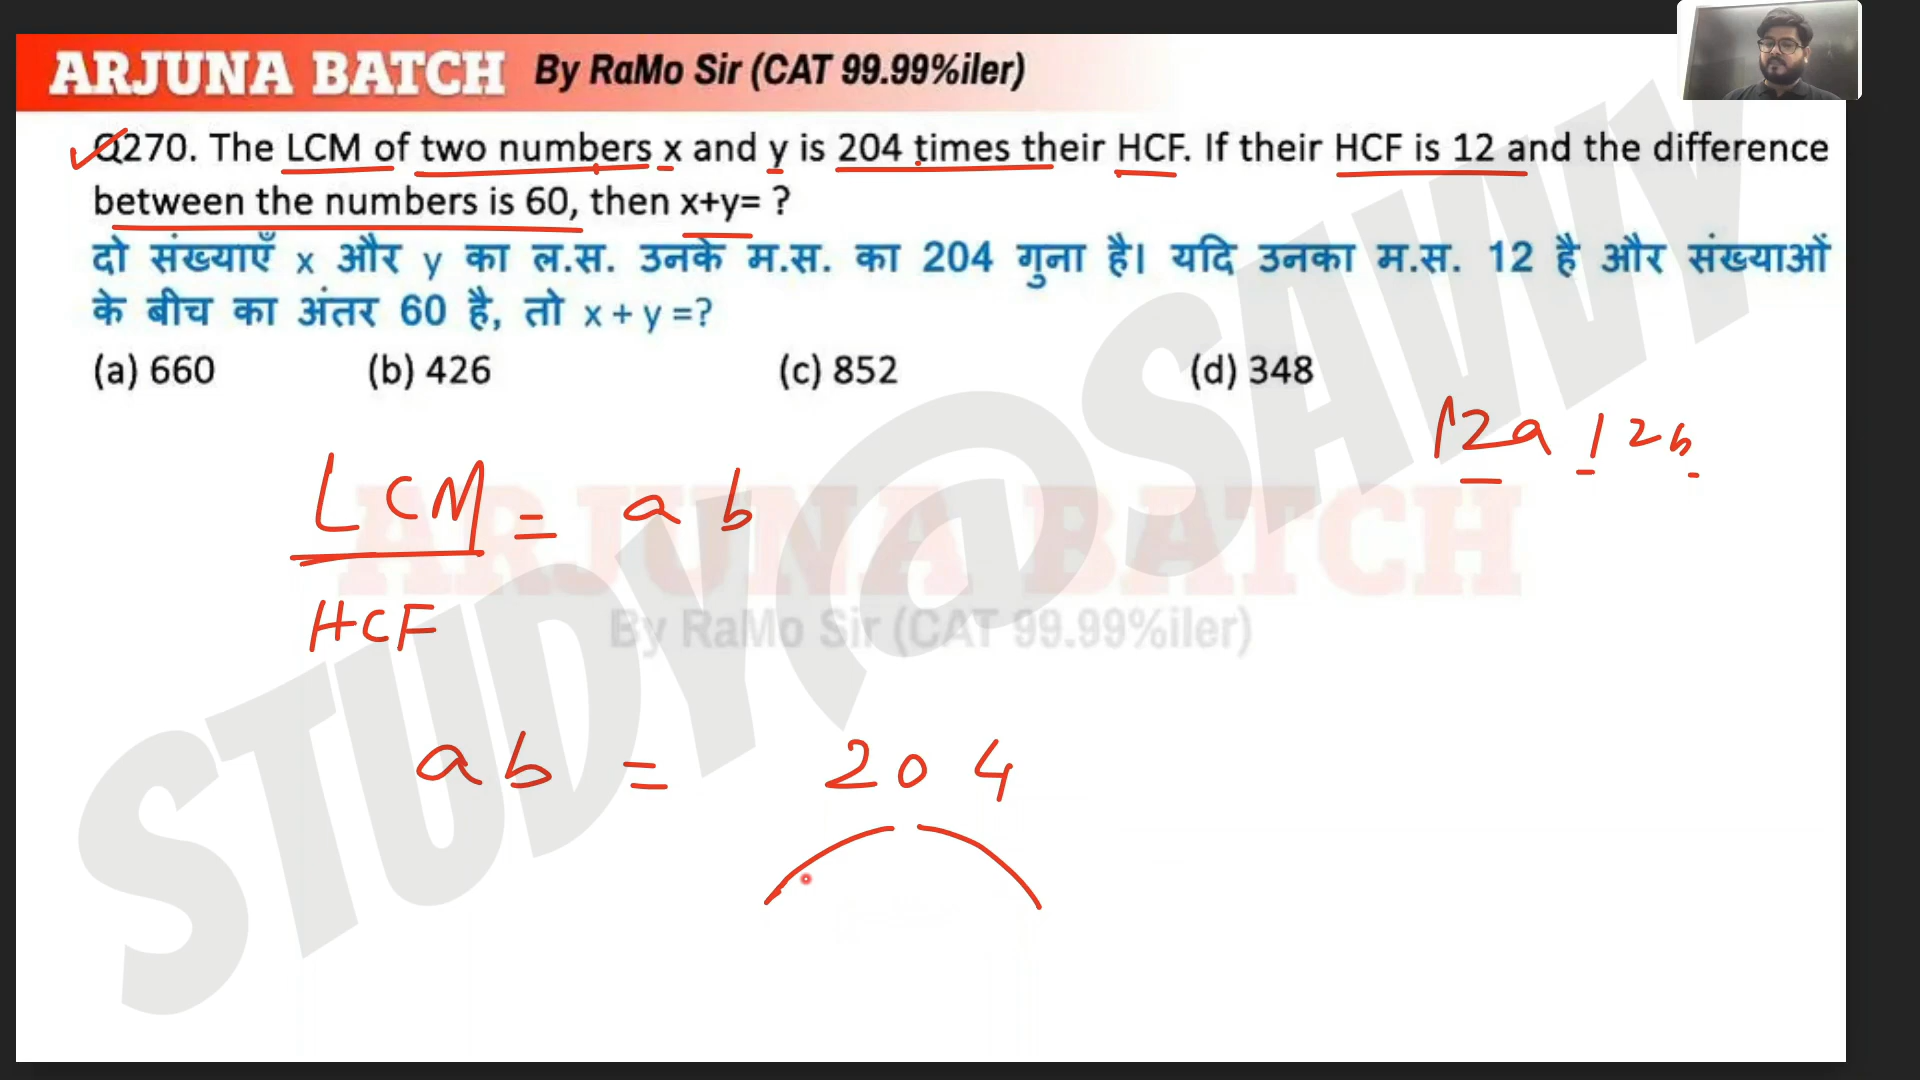 ARJUNA BATCH By RaMo Sir (CAT 99.99%iler)
Q270. The LCM of two numbers x and y is 204 times their HCF. If their HCF is 12 and the difference
between the numbers is 60, then x+y= ?
दो संख्याएँ x और y का ल.स. उनके म.स. का 204 गुना है। यदि उनका म.स. 12 है और संख्याओं
के बीच का अंतर 60 है, तो x + y =?
(a) 660 (b) 426 (c) 852 (d) 348
12a 12b
LCM = ab
HCF
ab = 204
ARJUNA BATCH
By RaMo Sir (CAT 99.99%iler)
STUDY@SAVVY